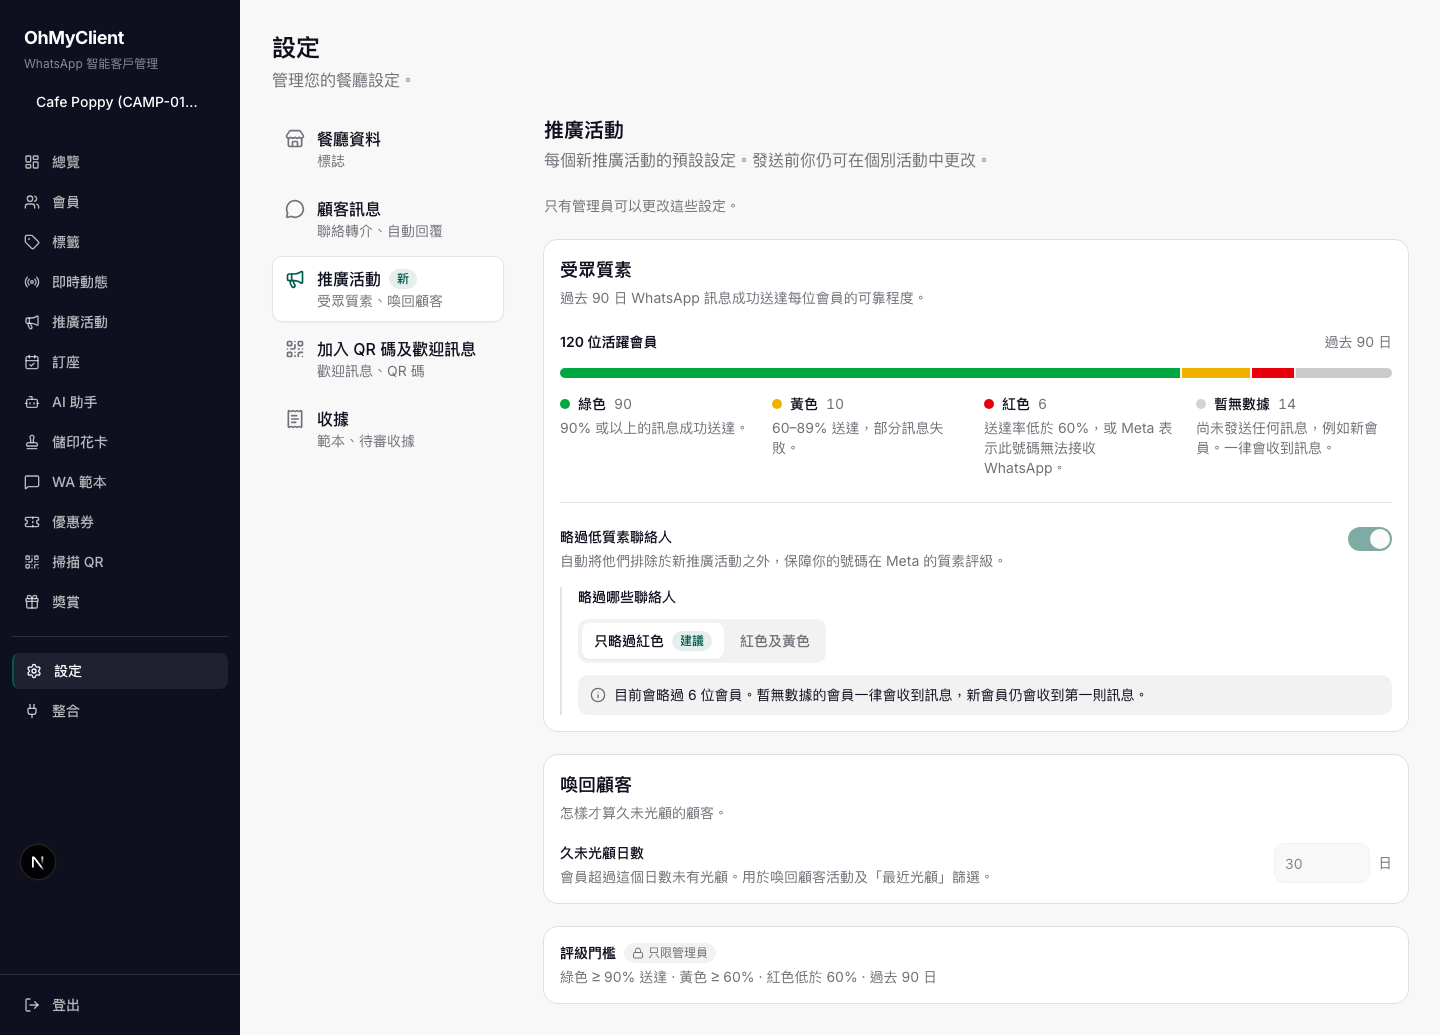 OhMyClient
WhatsApp 智能客戶管理
Cafe Poppy (CAMP-01...
總覽
會員
標籤
即時動態
推廣活動
訂座
AI 助手
儲印花卡
WA 範本
優惠券
掃描 QR
獎賞
設定
整合
N
登出
設定
管理您的餐廳設定。
餐廳資料
標誌
顧客訊息
聯絡轉介、自動回覆
推廣活動 新
受眾質素、喚回顧客
加入 QR 碼及歡迎訊息
歡迎訊息、QR 碼
收據
範本、待審收據
推廣活動
每個新推廣活動的預設設定。發送前你仍可在個別活動中更改。
只有管理員可以更改這些設定。
受眾質素
過去 90 日 WhatsApp 訊息成功送達每位會員的可靠程度。
120 位活躍會員 過去 90 日
綠色 90
90% 或以上的訊息成功送達。
黃色 10
60–89% 送達，部分訊息失
敗。
紅色 6
送達率低於 60%，或 Meta 表
示此號碼無法接收
WhatsApp。
暫無數據 14
尚未發送任何訊息，例如新會
員。一律會收到訊息。
略過低質素聯絡人
自動將他們排除於新推廣活動之外，保障你的號碼在 Meta 的質素評級。
略過哪些聯絡人
只略過紅色 建議 紅色及黃色
目前會略過 6 位會員。暫無數據的會員一律會收到訊息，新會員仍會收到第一則訊息。
喚回顧客
怎樣才算久未光顧的顧客。
久未光顧日數
會員超過這個日數未有光顧。用於喚回顧客活動及「最近光顧」篩選。
30 日
評級門檻 只限管理員
綠色 ≥ 90% 送達 · 黃色 ≥ 60% · 紅色低於 60% · 過去 90 日